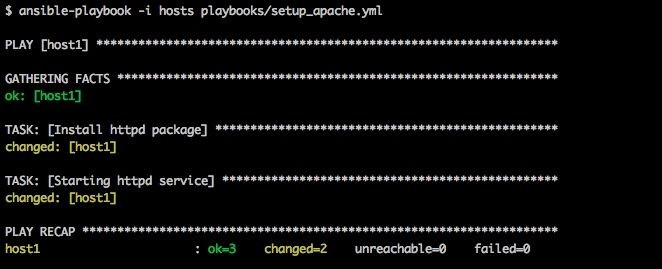 $ ansible-playbook -i hosts playbooks/setup_apache.yml
PLAY [host1] ******************************************************************
GATHERING FACTS ***************************************************************
ok: [host1]
TASK: [Install httpd package] *************************************************
changed: [host1]
TASK: [Starting httpd service] ************************************************
changed: [host1]
PLAY RECAP ********************************************************************
host1 : ok=3 changed=2 unreachable=0 failed=0